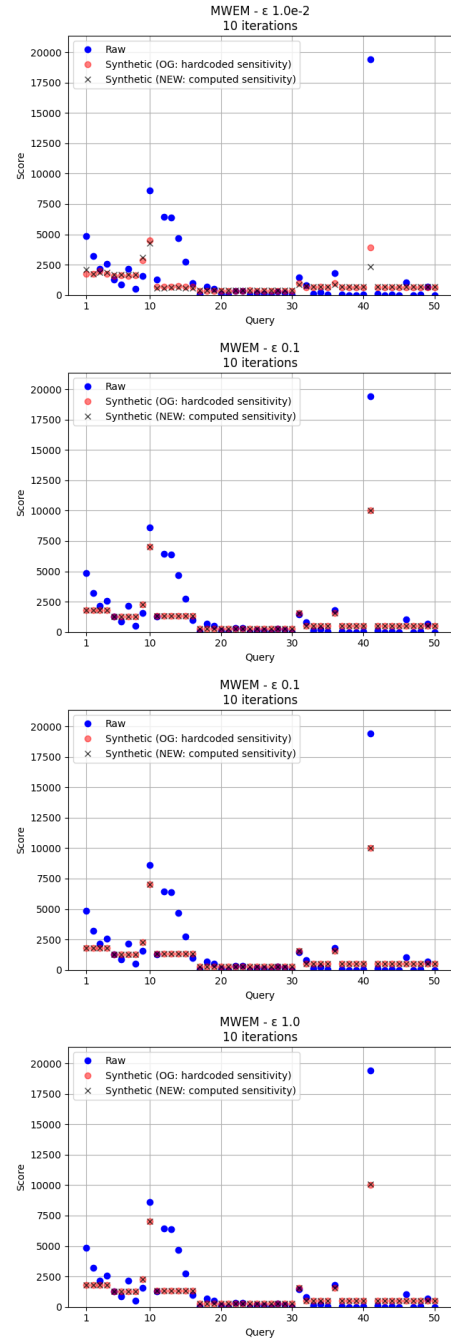 MWEM - ε 1.0e-2
10 iterations
Raw
Synthetic (OG: hardcoded sensitivity)
Synthetic (NEW: computed sensitivity)
20000
17500
15000
12500
10000
7500
5000
2500
0
Score
1 10 20 30 40 50
Query
MWEM - ε 0.1
10 iterations
Raw
Synthetic (OG: hardcoded sensitivity)
Synthetic (NEW: computed sensitivity)
20000
17500
15000
12500
10000
7500
5000
2500
0
Score
1 10 20 30 40 50
Query
MWEM - ε 0.1
10 iterations
Raw
Synthetic (OG: hardcoded sensitivity)
Synthetic (NEW: computed sensitivity)
20000
17500
15000
12500
10000
7500
5000
2500
0
Score
1 10 20 30 40 50
Query
MWEM - ε 1.0
10 iterations
Raw
Synthetic (OG: hardcoded sensitivity)
Synthetic (NEW: computed sensitivity)
20000
17500
15000
12500
10000
7500
5000
2500
0
Score
1 10 20 30 40 50
Query